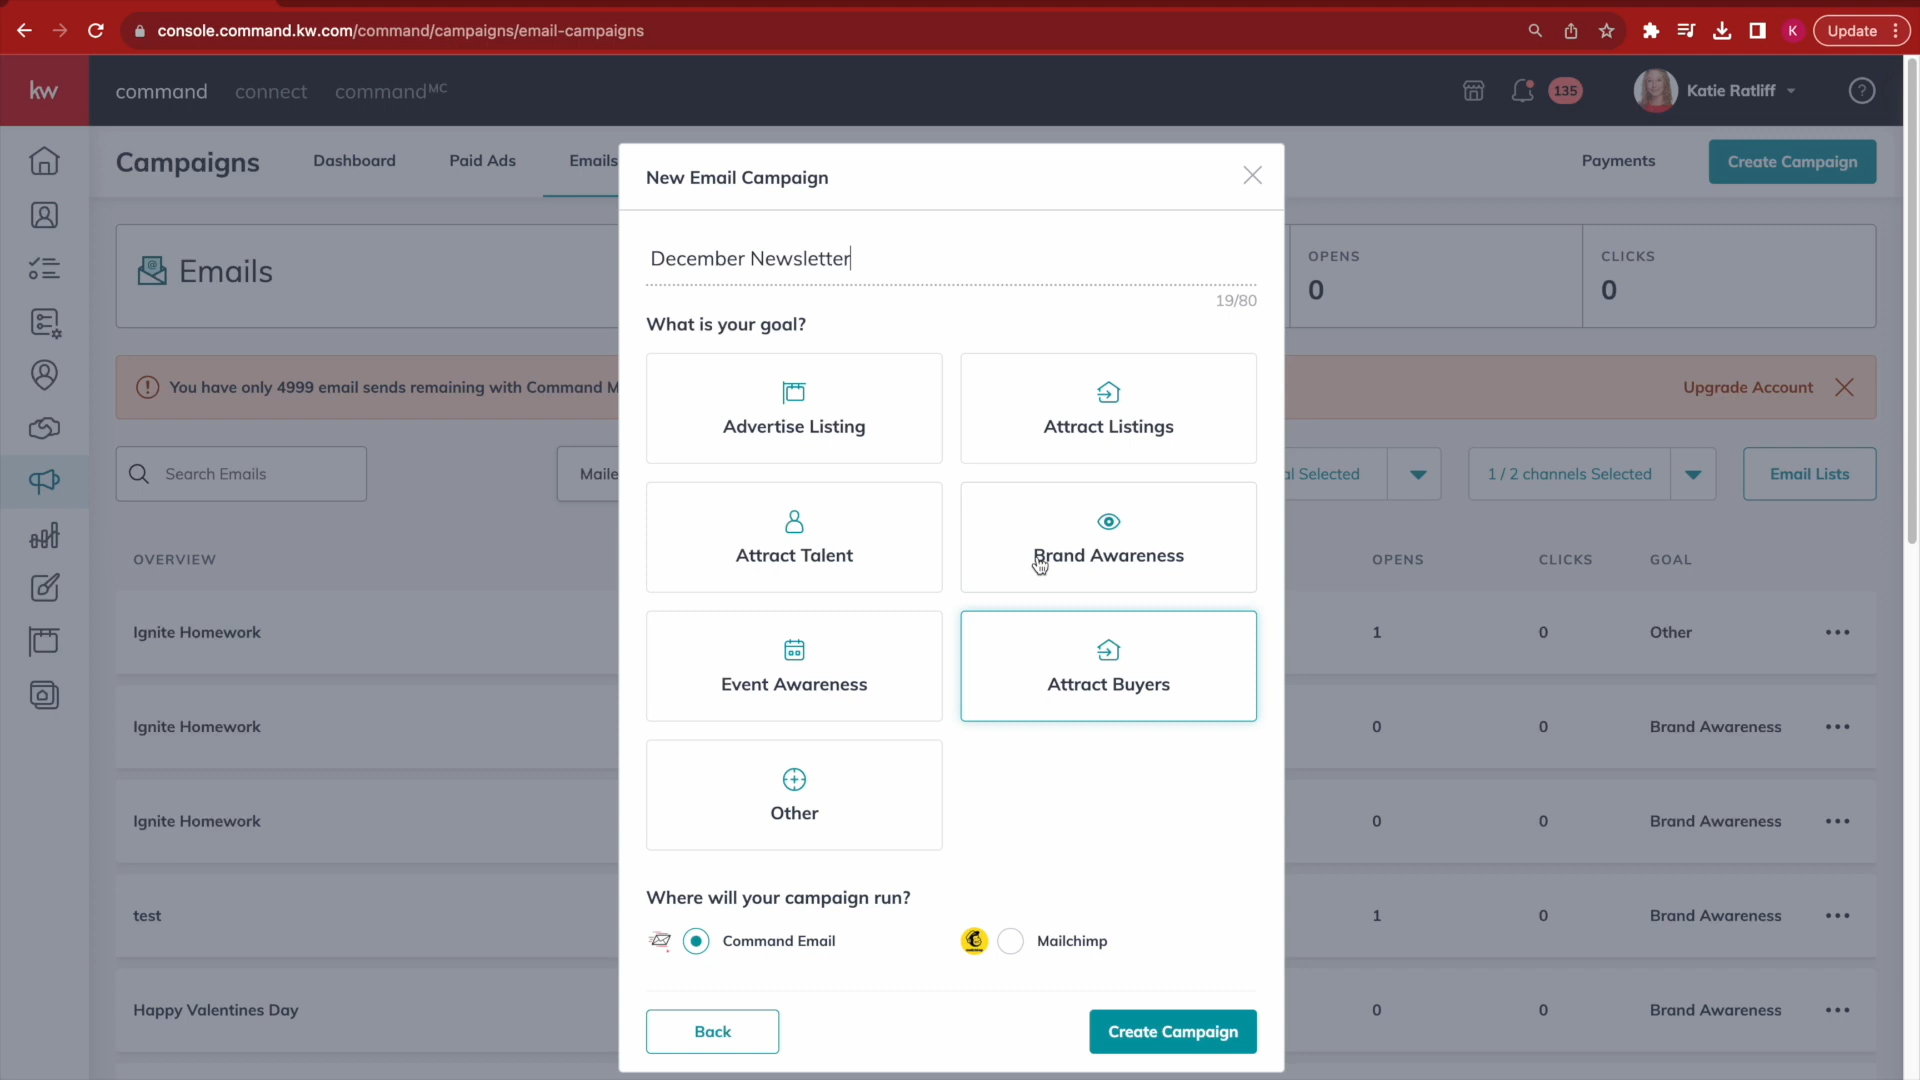 console.command.kw.com/command/campaigns/email-campaigns
K
Update
kw
command
connect
commandMC
135
Katie Ratliff
?
Campaigns
Dashboard
Paid Ads
Emails
Payments
Create Campaign
New Email Campaign
Emails
December Newsletter
19/80
OPENS
0
CLICKS
0
What is your goal?
You have only 4999 email sends remaining with Command M
Upgrade Account
Advertise Listing
Attract Listings
Search Emails
Maile
al Selected
1 / 2 channels Selected
Email Lists
Attract Talent
Brand Awareness
OVERVIEW
OPENS
CLICKS
GOAL
Ignite Homework
1
0
Other
Event Awareness
Attract Buyers
Ignite Homework
0
0
Brand Awareness
Other
Ignite Homework
0
0
Brand Awareness
Where will your campaign run?
test
1
0
Brand Awareness
Command Email
Mailchimp
Happy Valentines Day
0
0
Brand Awareness
Back
Create Campaign